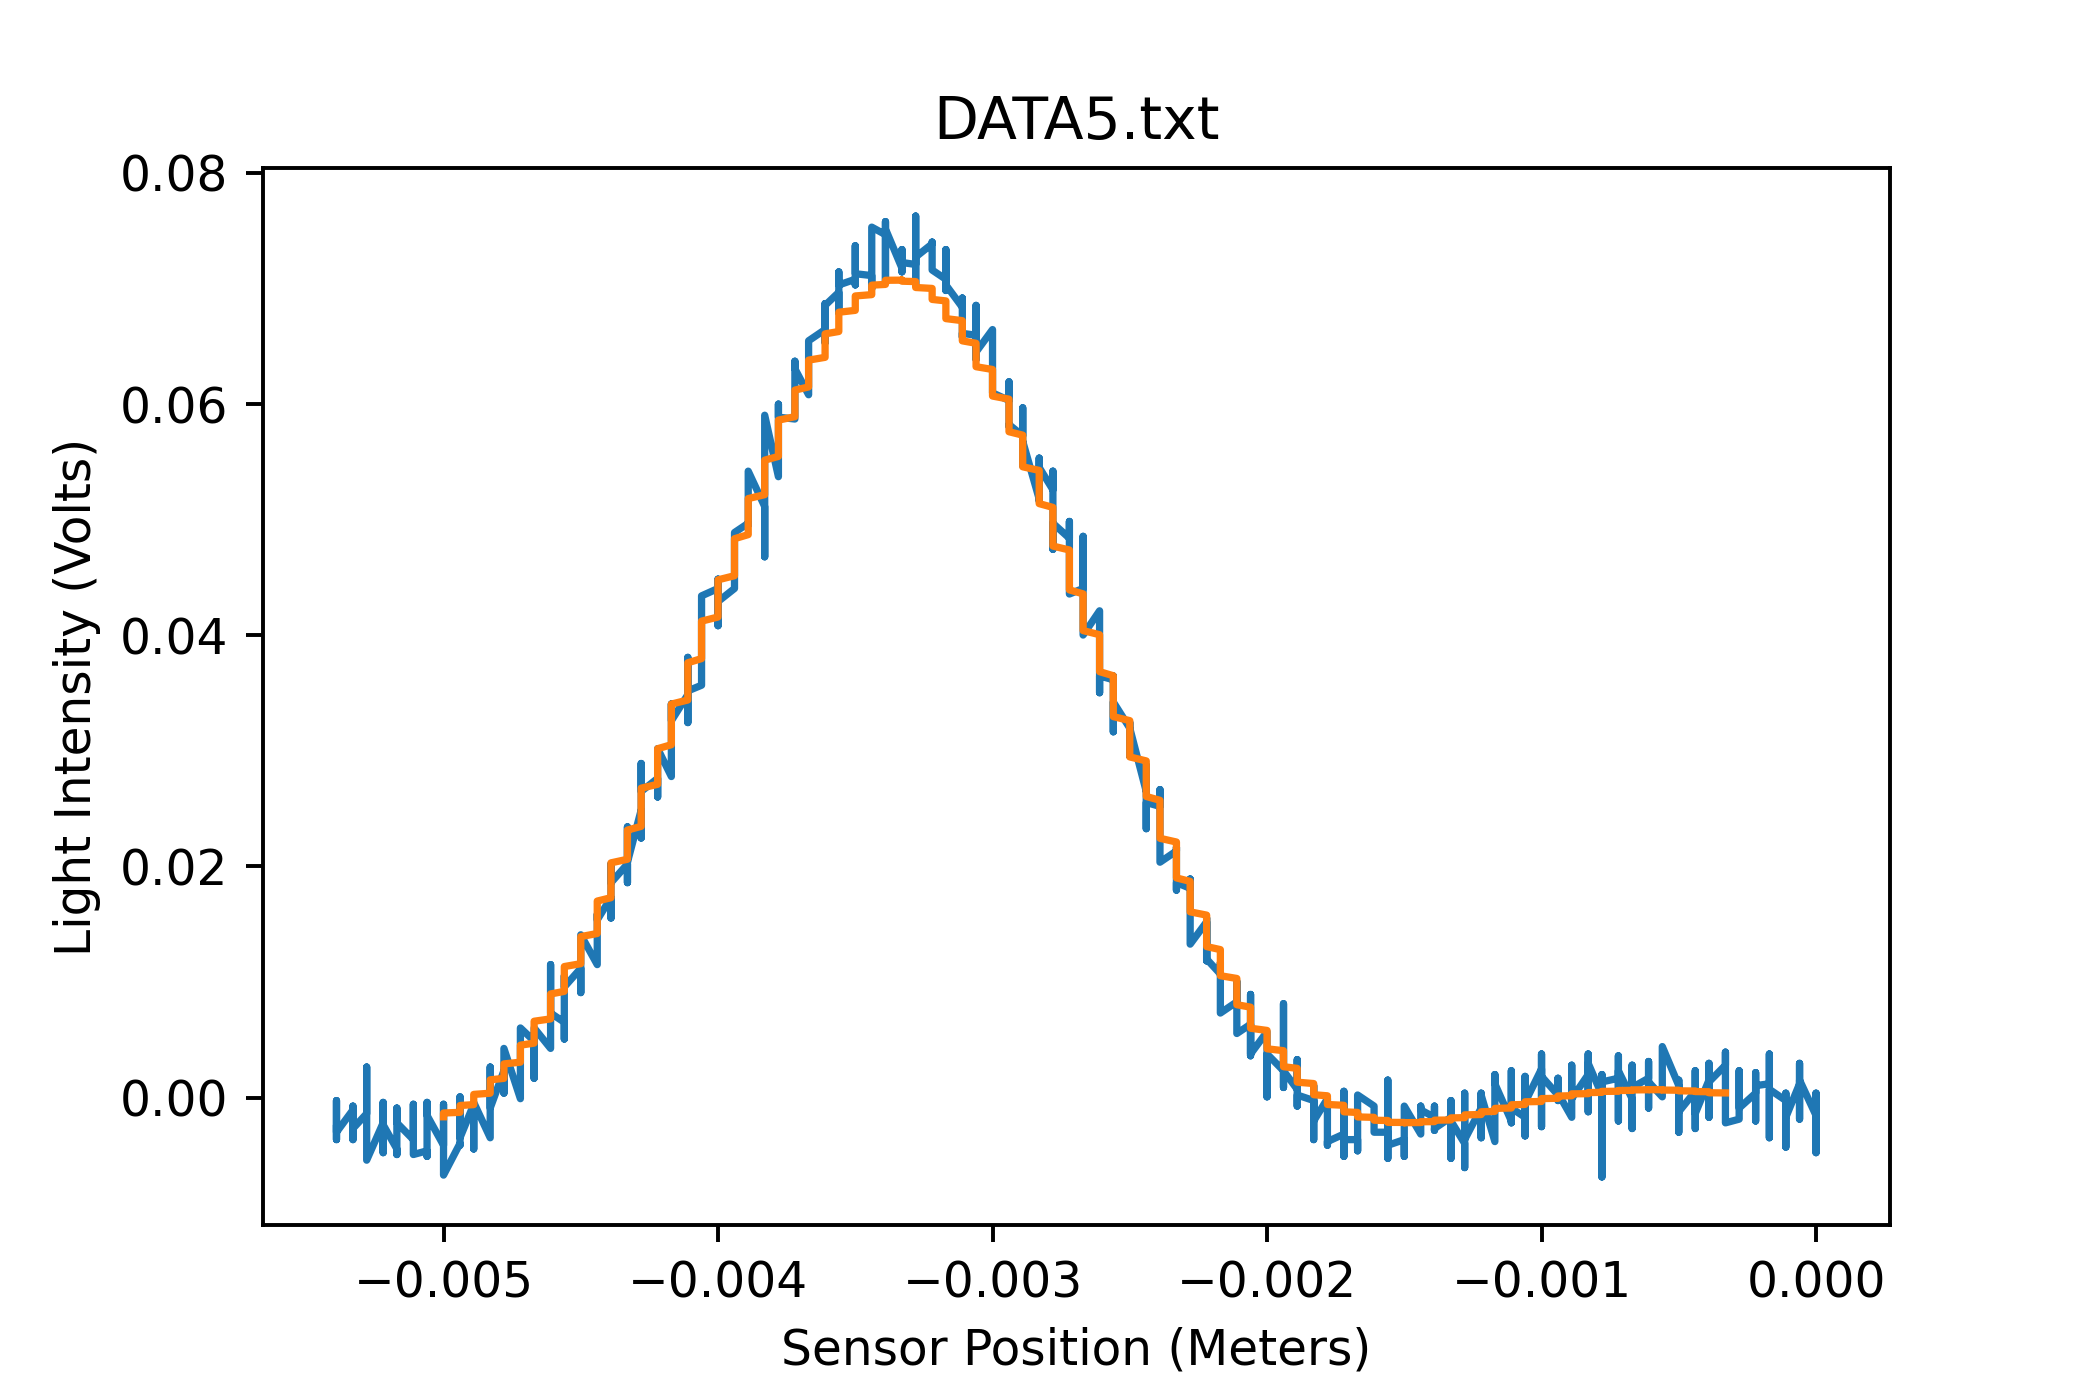 DATA5.txt
0.08
0.06
0.04
0.02
0.00
Light Intensity (Volts)
−0.005 −0.004 −0.003 −0.002 −0.001 0.000
Sensor Position (Meters)